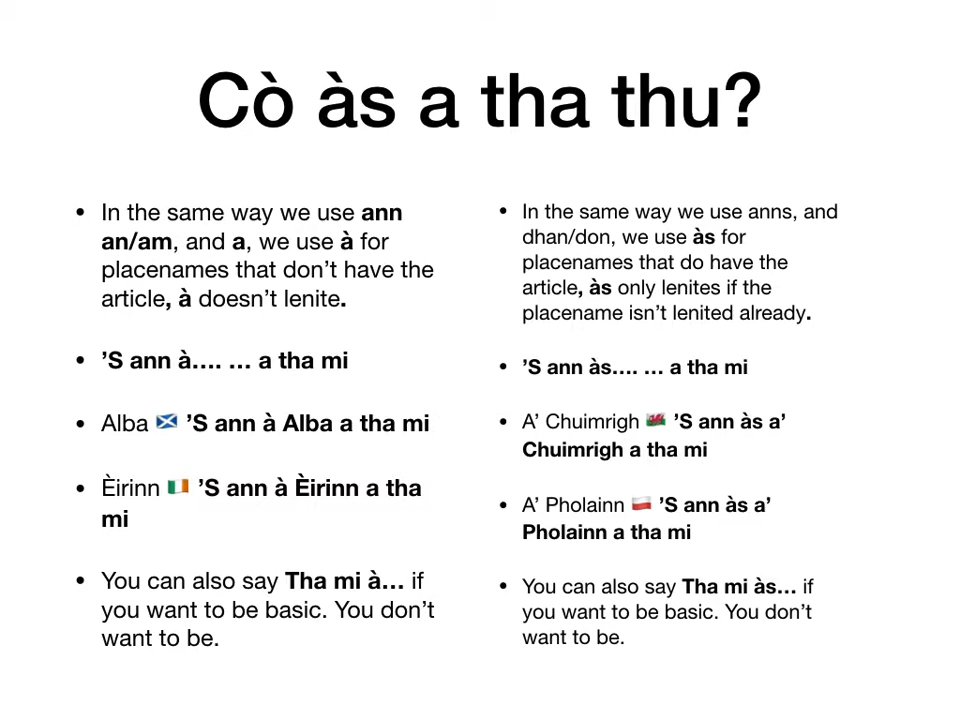 Cò às a tha thu?
• In the same way we use ann
an/am, and a, we use à for
placenames that don’t have the
article, à doesn’t lenite.
• ’S ann à…. … a tha mi
• Alba 🏴󠁧󠁢󠁳󠁣󠁴󠁿 ’S ann à Alba a tha mi
• Èirinn 🇮🇪 ’S ann à Èirinn a tha
mi
• You can also say Tha mi à… if
you want to be basic. You don’t
want to be.
• In the same way we use anns, and
dhan/don, we use às for
placenames that do have the
article, às only lenites if the
placename isn’t lenited already.
• ’S ann às…. … a tha mi
• A’ Chuimrigh 🏴󠁧󠁢󠁷󠁬󠁳󠁿 ’S ann às a’
Chuimrigh a tha mi
• A’ Pholainn 🇵🇱 ’S ann às a’
Pholainn a tha mi
• You can also say Tha mi às… if
you want to be basic. You don’t
want to be.